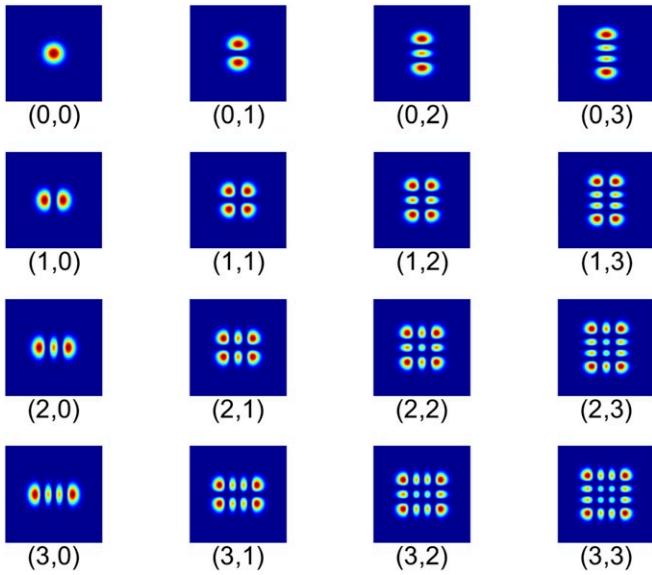 (0,0) (0,1) (0,2) (0,3)
(1,0) (1,1) (1,2) (1,3)
(2,0) (2,1) (2,2) (2,3)
(3,0) (3,1) (3,2) (3,3)